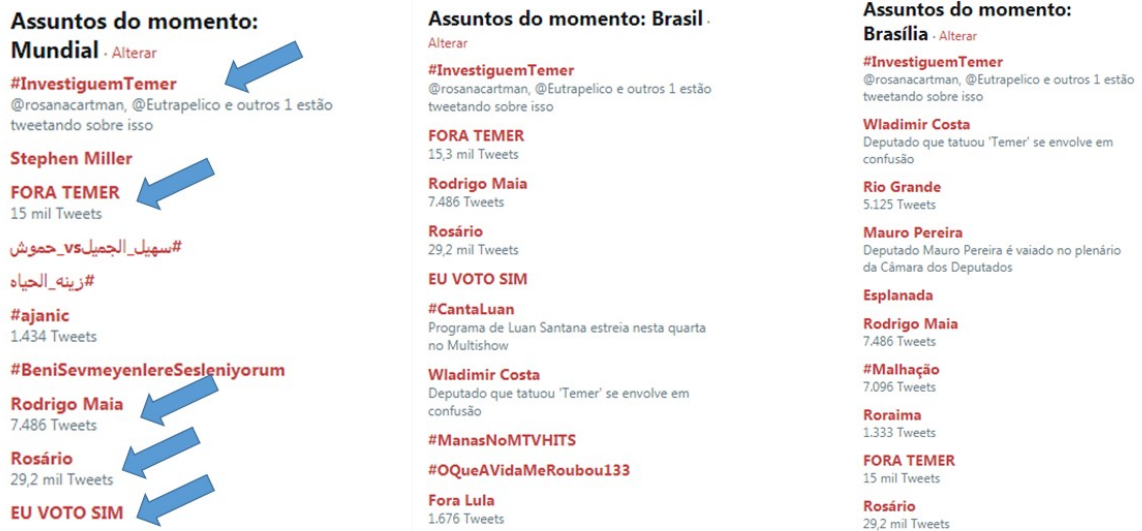 Assuntos do momento:
Mundial · Alterar
#InvestiguemTemer
@rosanacartman, @Eutrapelico e outros 1 estão
tweetando sobre isso
Stephen Miller
FORA TEMER
15 mil Tweets
#سهيل_الجميلvs_حموش
#زينه_الحياه
#ajanic
1.434 Tweets
#BeniSevmeyenlereSesleniyorum
Rodrigo Maia
7.486 Tweets
Rosário
29,2 mil Tweets
EU VOTO SIM
Assuntos do momento: Brasil ·
Alterar
#InvestiguemTemer
@rosanacartman, @Eutrapelico e outros 1 estão
tweetando sobre isso
FORA TEMER
15,3 mil Tweets
Rodrigo Maia
7.486 Tweets
Rosário
29,2 mil Tweets
EU VOTO SIM
#CantaLuan
Programa de Luan Santana estreia nesta quarta
no Multishow
Wladimir Costa
Deputado que tatuou 'Temer' se envolve em
confusão
#ManasNoMTVHITS
#OQueAVidaMeRoubou133
Fora Lula
1.676 Tweets
Assuntos do momento:
Brasília · Alterar
#InvestiguemTemer
@rosanacartman, @Eutrapelico e outros 1 estão
tweetando sobre isso
Wladimir Costa
Deputado que tatuou 'Temer' se envolve em
confusão
Rio Grande
5.125 Tweets
Mauro Pereira
Deputado Mauro Pereira é vaiado no plenário
da Câmara dos Deputados
Esplanada
Rodrigo Maia
7.486 Tweets
#Malhação
7.096 Tweets
Roraima
1.333 Tweets
FORA TEMER
15 mil Tweets
Rosário
29,2 mil Tweets